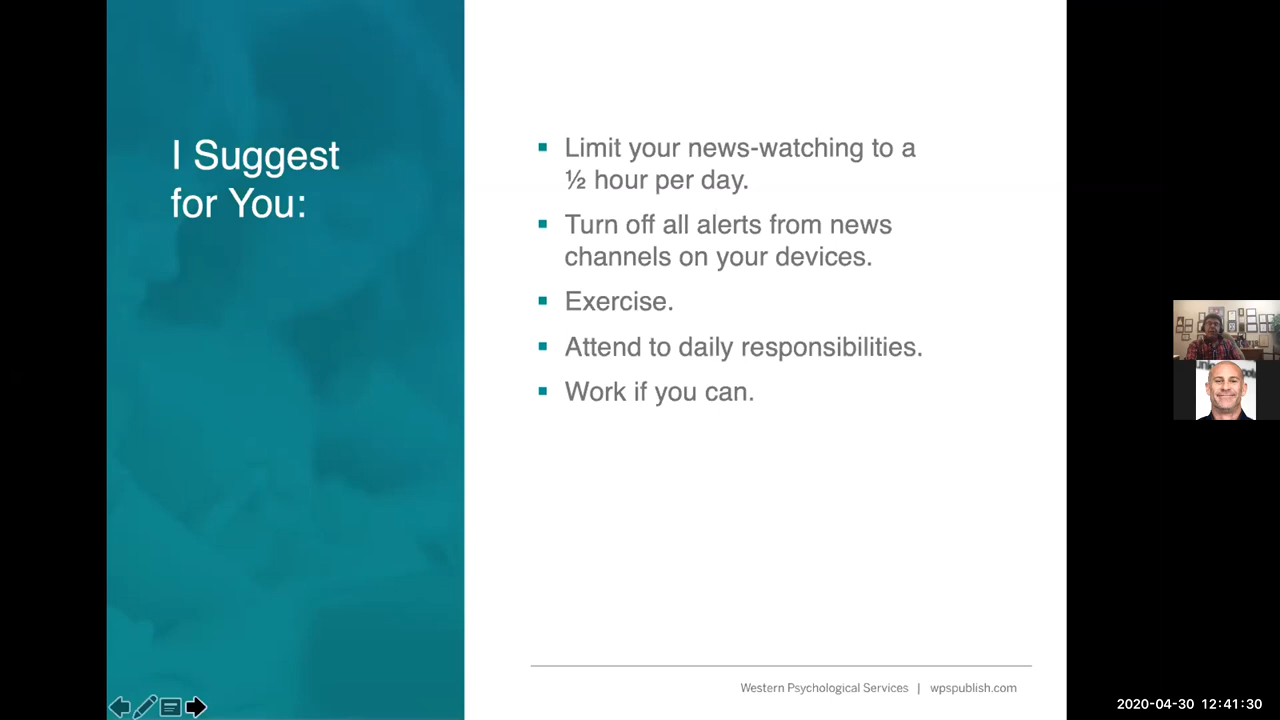 I Suggest
for You:
▪ Limit your news-watching to a
½ hour per day.
▪ Turn off all alerts from news
channels on your devices.
▪ Exercise.
▪ Attend to daily responsibilities.
▪ Work if you can.
Western Psychological Services | wpspublish.com
2020-04-30 12:41:30